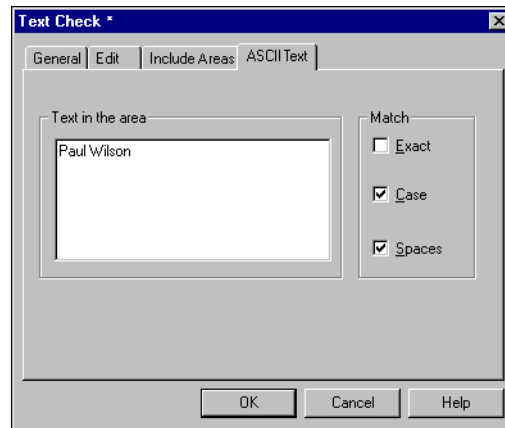 Text Check *
General Edit Include Areas ASCII Text
Text in the area
Paul Wilson
Match
Exact
Case
Spaces
OK Cancel Help